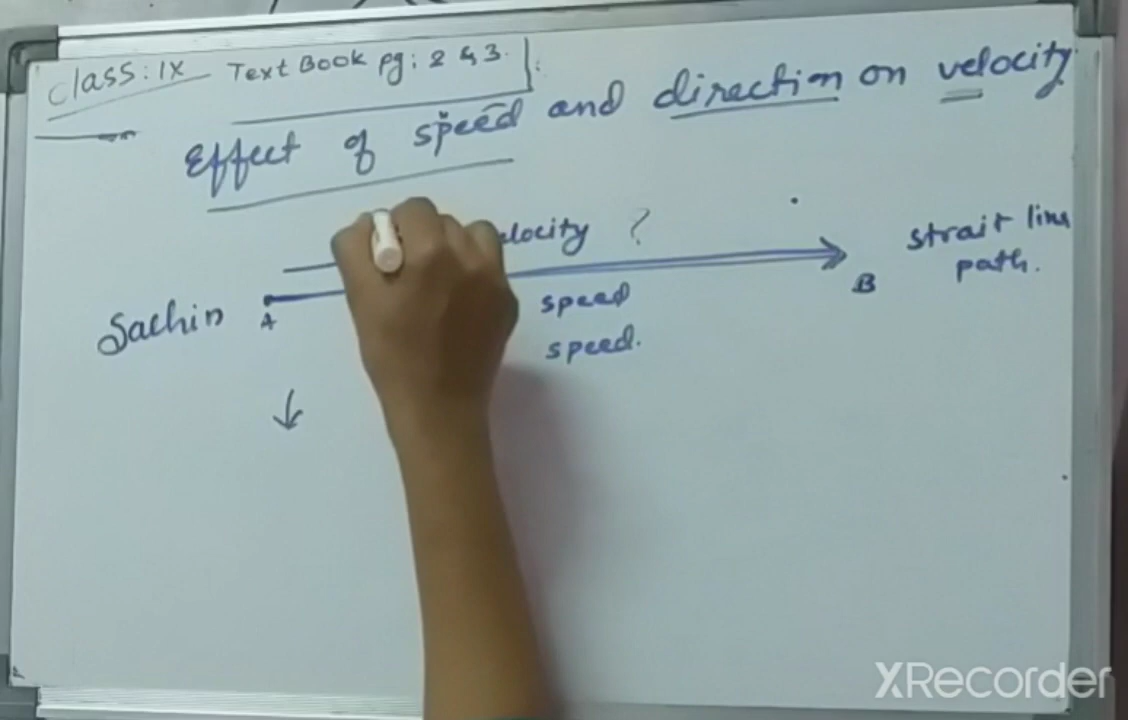 Class: IX Text Book pg: 2 & 3.
Effect of speed and direction on velocity.
?
Sachin A B strait line
path.
speed
speed.
XRecorder